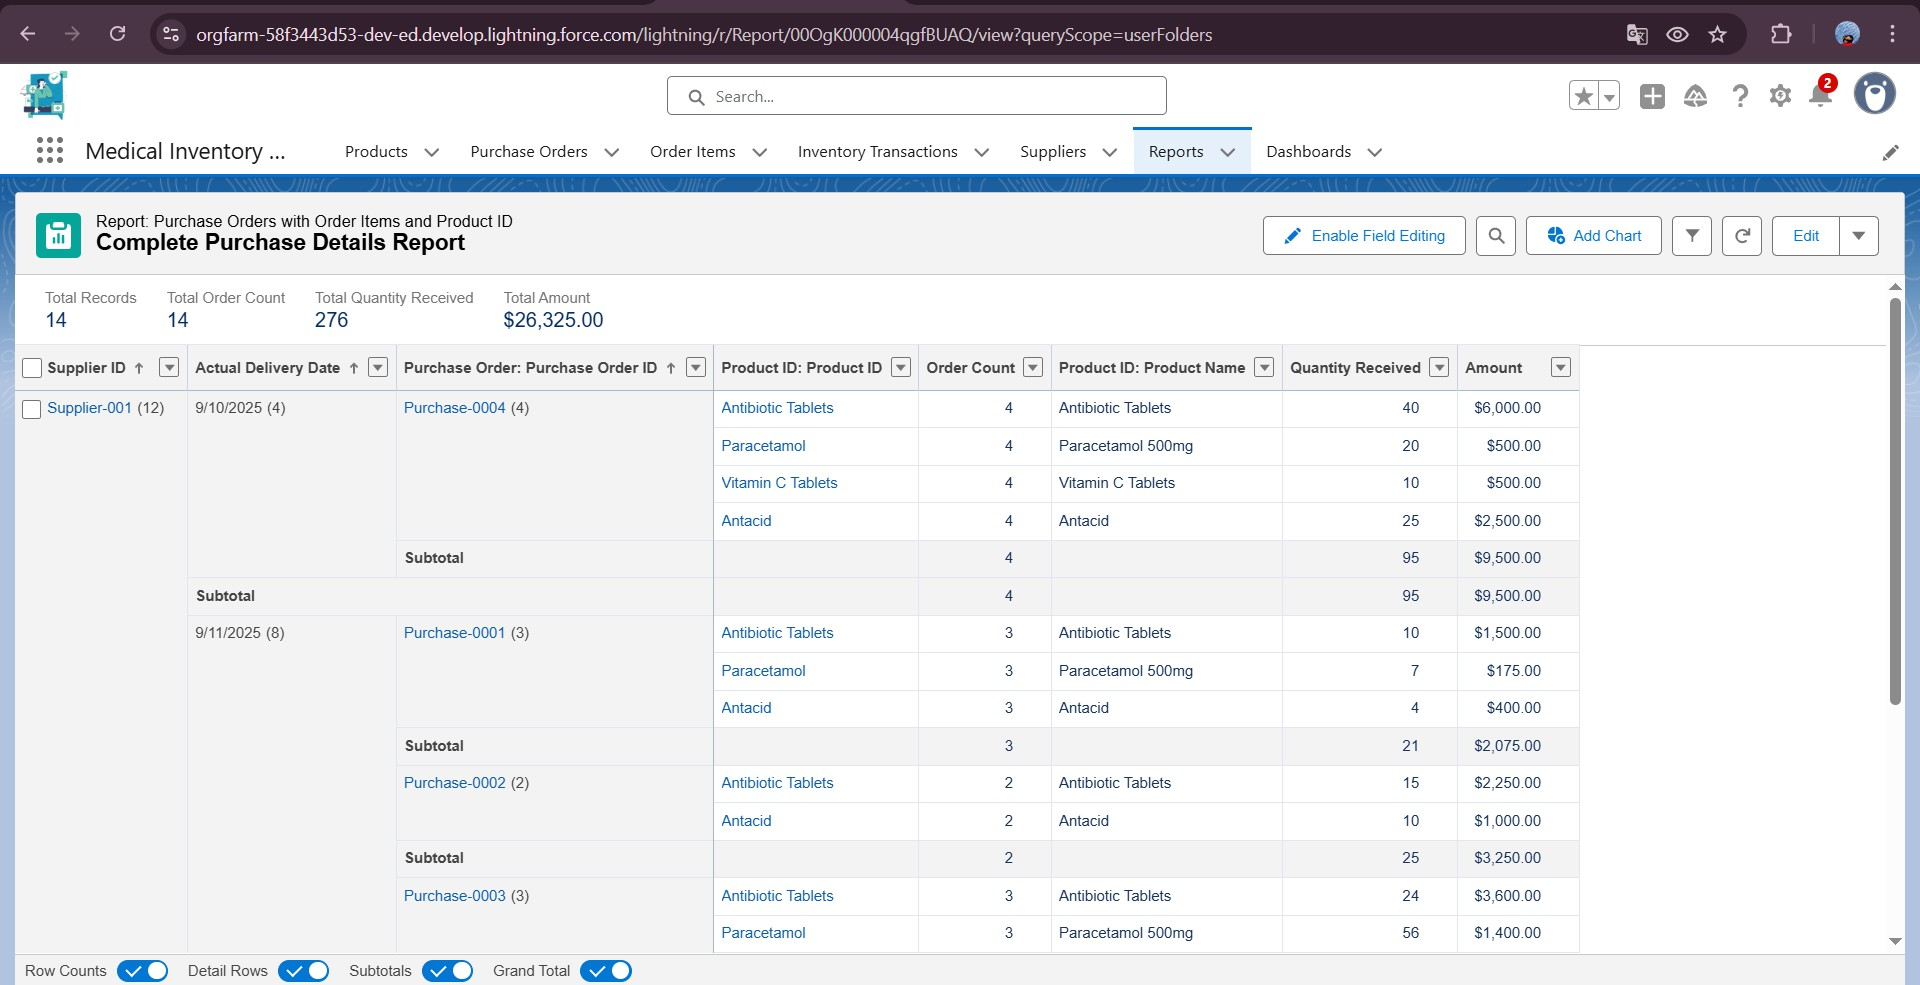 orgfarm-58f3443d53-dev-ed.develop.lightning.force.com/lightning/r/Report/00OgK000004qgfBUAQ/view?queryScope=userFolders
Search...
2
Medical Inventory ...
Products
Purchase Orders
Order Items
Inventory Transactions
Suppliers
Reports
Dashboards
Report: Purchase Orders with Order Items and Product ID
Complete Purchase Details Report
Enable Field Editing
Add Chart
Edit
Total Records Total Order Count Total Quantity Received Total Amount
14 14 276 $26,325.00
Supplier ID ↑ Actual Delivery Date ↑ Purchase Order: Purchase Order ID ↑ Product ID: Product ID Order Count Product ID: Product Name Quantity Received Amount
Supplier-001 (12) 9/10/2025 (4) Purchase-0004 (4) Antibiotic Tablets 4 Antibiotic Tablets 40 $6,000.00
Paracetamol 4 Paracetamol 500mg 20 $500.00
Vitamin C Tablets 4 Vitamin C Tablets 10 $500.00
Antacid 4 Antacid 25 $2,500.00
Subtotal 4 95 $9,500.00
Subtotal 4 95 $9,500.00
9/11/2025 (8) Purchase-0001 (3) Antibiotic Tablets 3 Antibiotic Tablets 10 $1,500.00
Paracetamol 3 Paracetamol 500mg 7 $175.00
Antacid 3 Antacid 4 $400.00
Subtotal 3 21 $2,075.00
Purchase-0002 (2) Antibiotic Tablets 2 Antibiotic Tablets 15 $2,250.00
Antacid 2 Antacid 10 $1,000.00
Subtotal 2 25 $3,250.00
Purchase-0003 (3) Antibiotic Tablets 3 Antibiotic Tablets 24 $3,600.00
Paracetamol 3 Paracetamol 500mg 56 $1,400.00
Row Counts Detail Rows Subtotals Grand Total